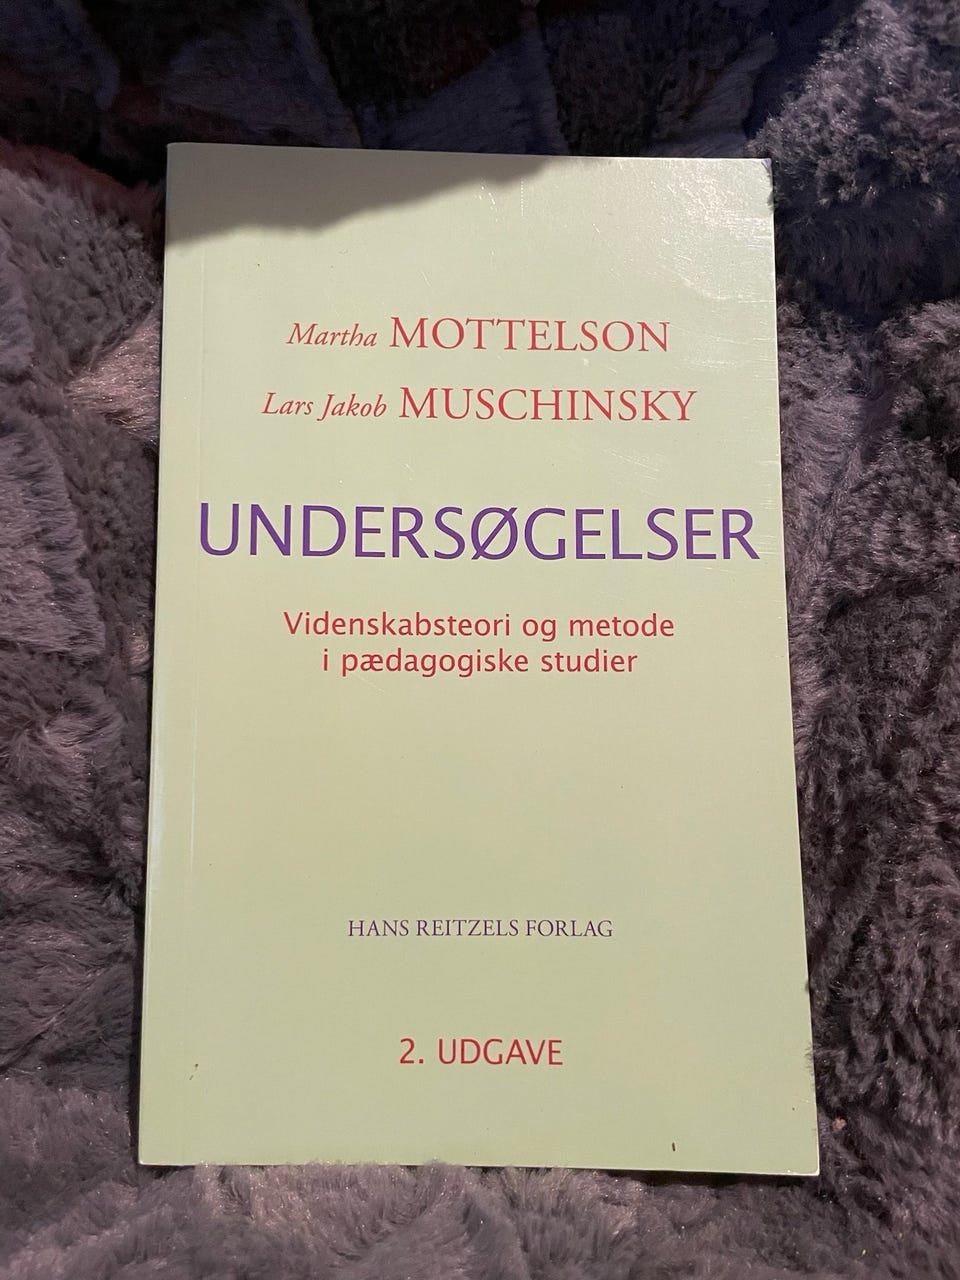 Martha MOTTELSON
Lars Jakob MUSCHINSKY
UNDERSØGELSER
Videnskabsteori og metode
i pædagogiske studier
HANS REITZELS FORLAG
2. UDGAVE